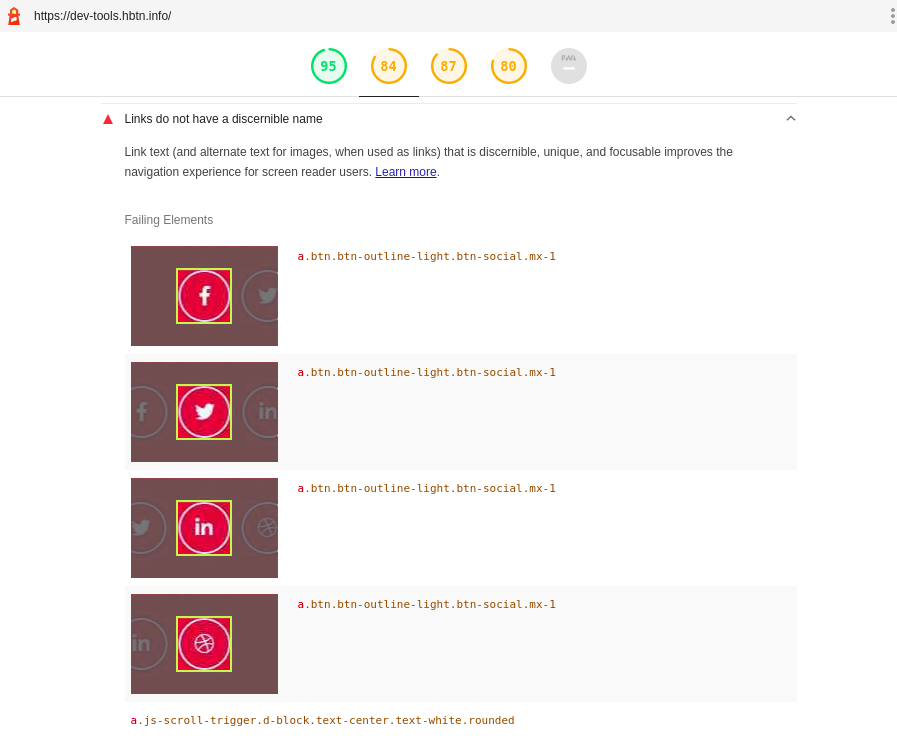 https://dev-tools.hbtn.info/
95 84 87 80 PWA
Links do not have a discernible name
Link text (and alternate text for images, when used as links) that is discernible, unique, and focusable improves the
navigation experience for screen reader users. Learn more.
Failing Elements
a.btn.btn-outline-light.btn-social.mx-1
a.btn.btn-outline-light.btn-social.mx-1
a.btn.btn-outline-light.btn-social.mx-1
a.btn.btn-outline-light.btn-social.mx-1
a.js-scroll-trigger.d-block.text-center.text-white.rounded